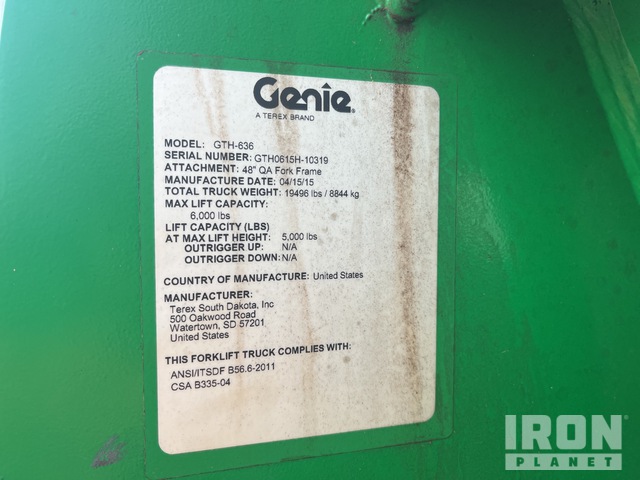 Genie
A TEREX BRAND
MODEL: GTH-636
SERIAL NUMBER: GTH0615H-10319
ATTACHMENT: 48" QA Fork Frame
MANUFACTURE DATE: 04/15/15
TOTAL TRUCK WEIGHT: 19496 lbs / 8844 kg
MAX LIFT CAPACITY:
6,000 lbs
LIFT CAPACITY (LBS)
AT MAX LIFT HEIGHT: 5,000 lbs
OUTRIGGER UP: N/A
OUTRIGGER DOWN: N/A
COUNTRY OF MANUFACTURE: United States
MANUFACTURER:
Terex South Dakota, Inc
500 Oakwood Road
Watertown, SD 57201
United States
THIS FORKLIFT TRUCK COMPLIES WITH:
ANSI/ITSDF B56.6-2011
CSA B335-04
IRON
PLANET